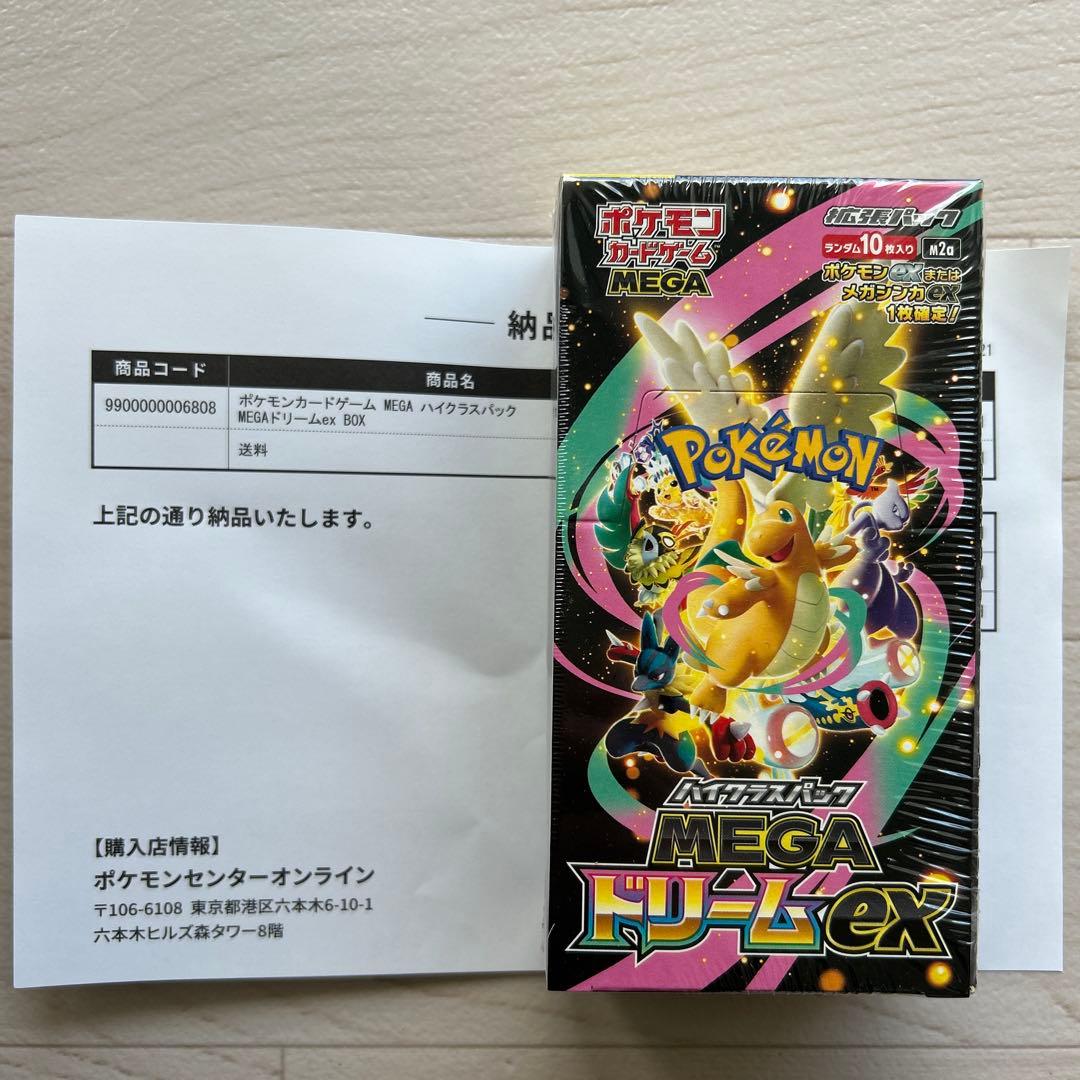 納品
商品コード
商品名
9900000006808
ポケモンカードゲーム MEGA ハイクラスパック
MEGAドリームex BOX
送料
上記の通り納品いたします。
【購入店情報】
ポケモンセンターオンライン
〒106-6108 東京都港区六本木6-10-1
六本木ヒルズ森タワー8階
21
ポケモン
カードゲーム™
MEGA
拡張パック
ランダム10枚入り M2a
ポケモンexまたは
メガシンカex
1枚確定!
POKÉMON
™
ハイクラスパック
MEGA
ドリームex